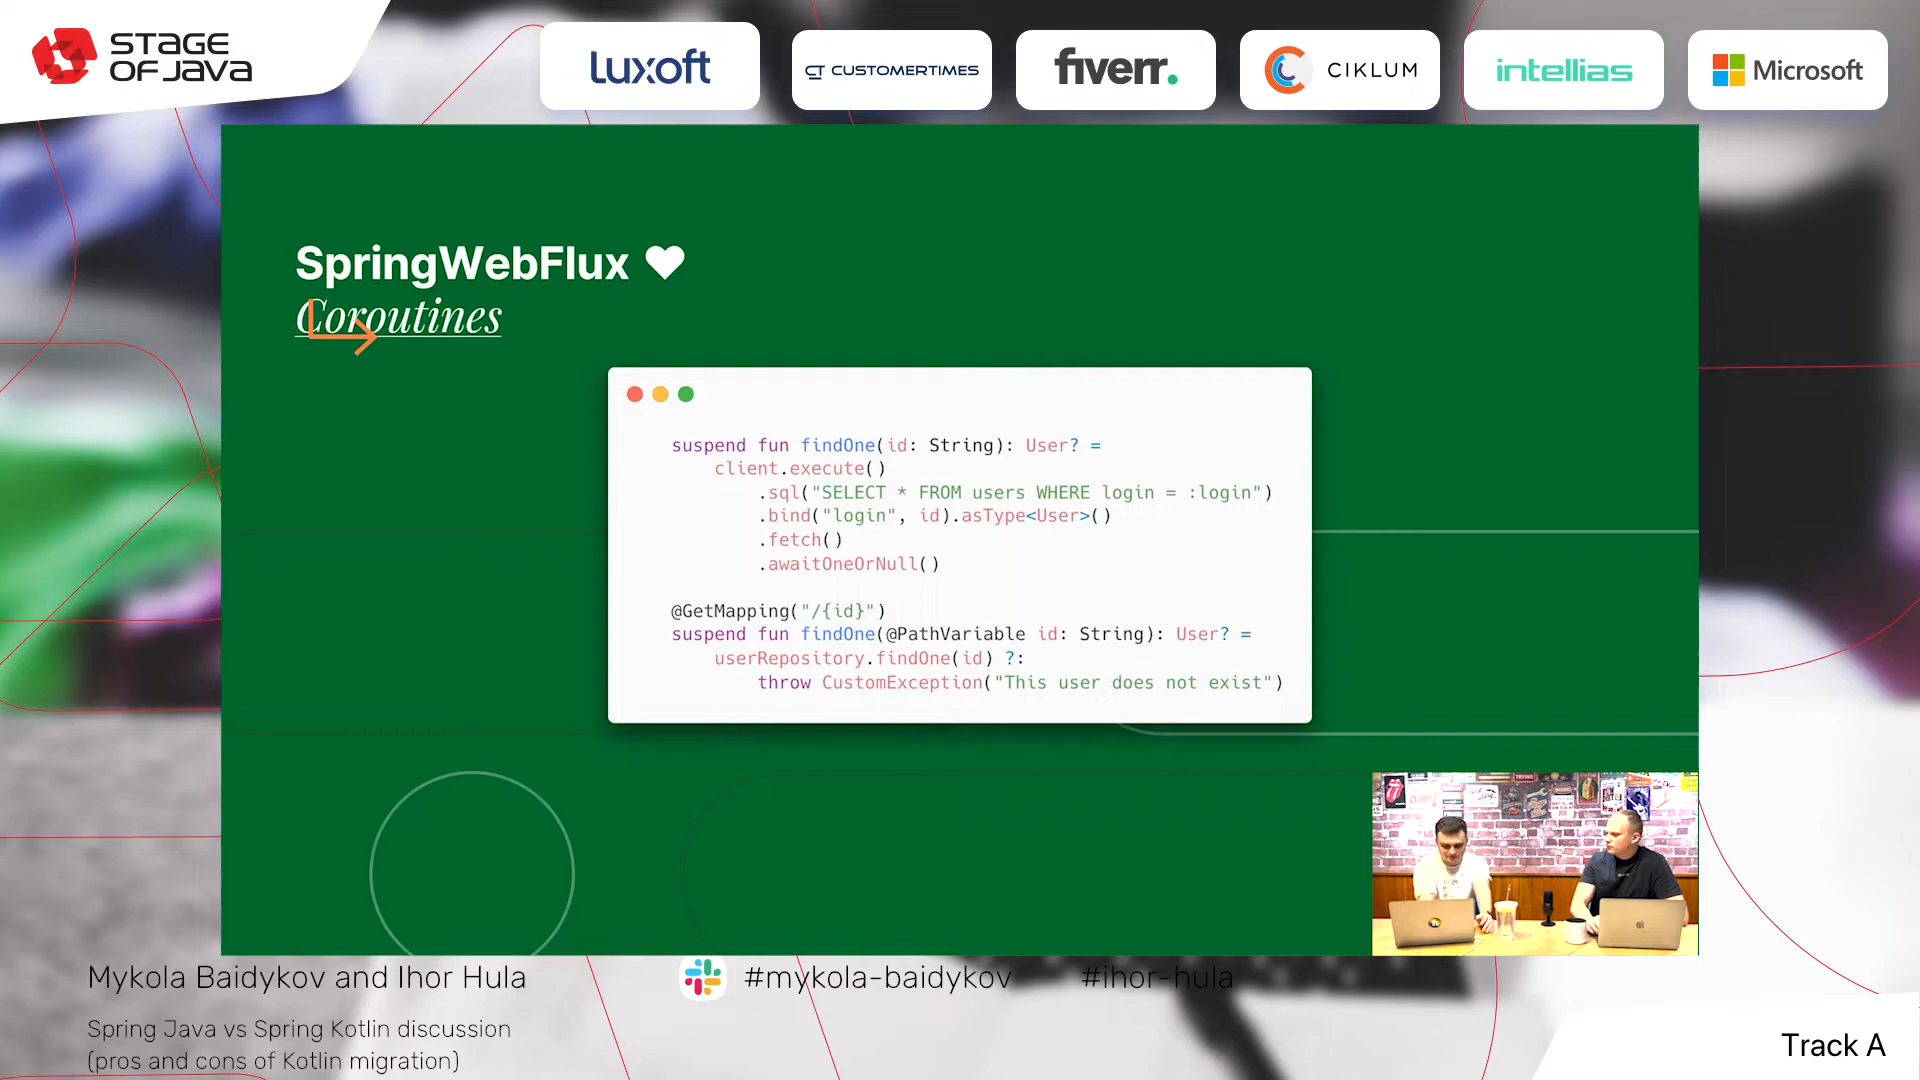 STAGE
OF JAVA
luxoft
CT CUSTOMERTIMES
fiverr.
CIKLUM
intellias
Microsoft
SpringWebFlux
Coroutines
suspend fun findOne(id: String): User? =
client.execute()
.sql("SELECT * FROM users WHERE login = :login")
.bind("login", id).asType<User>()
.fetch()
.awaitOneOrNull()
@GetMapping("/{id}")
suspend fun findOne(@PathVariable id: String): User? =
userRepository.findOne(id) ?:
throw CustomException("This user does not exist")
Mykola Baidykov and Ihor Hula
#mykola-baidykov
#ihor-hula
Spring Java vs Spring Kotlin discussion
(pros and cons of Kotlin migration)
Track A